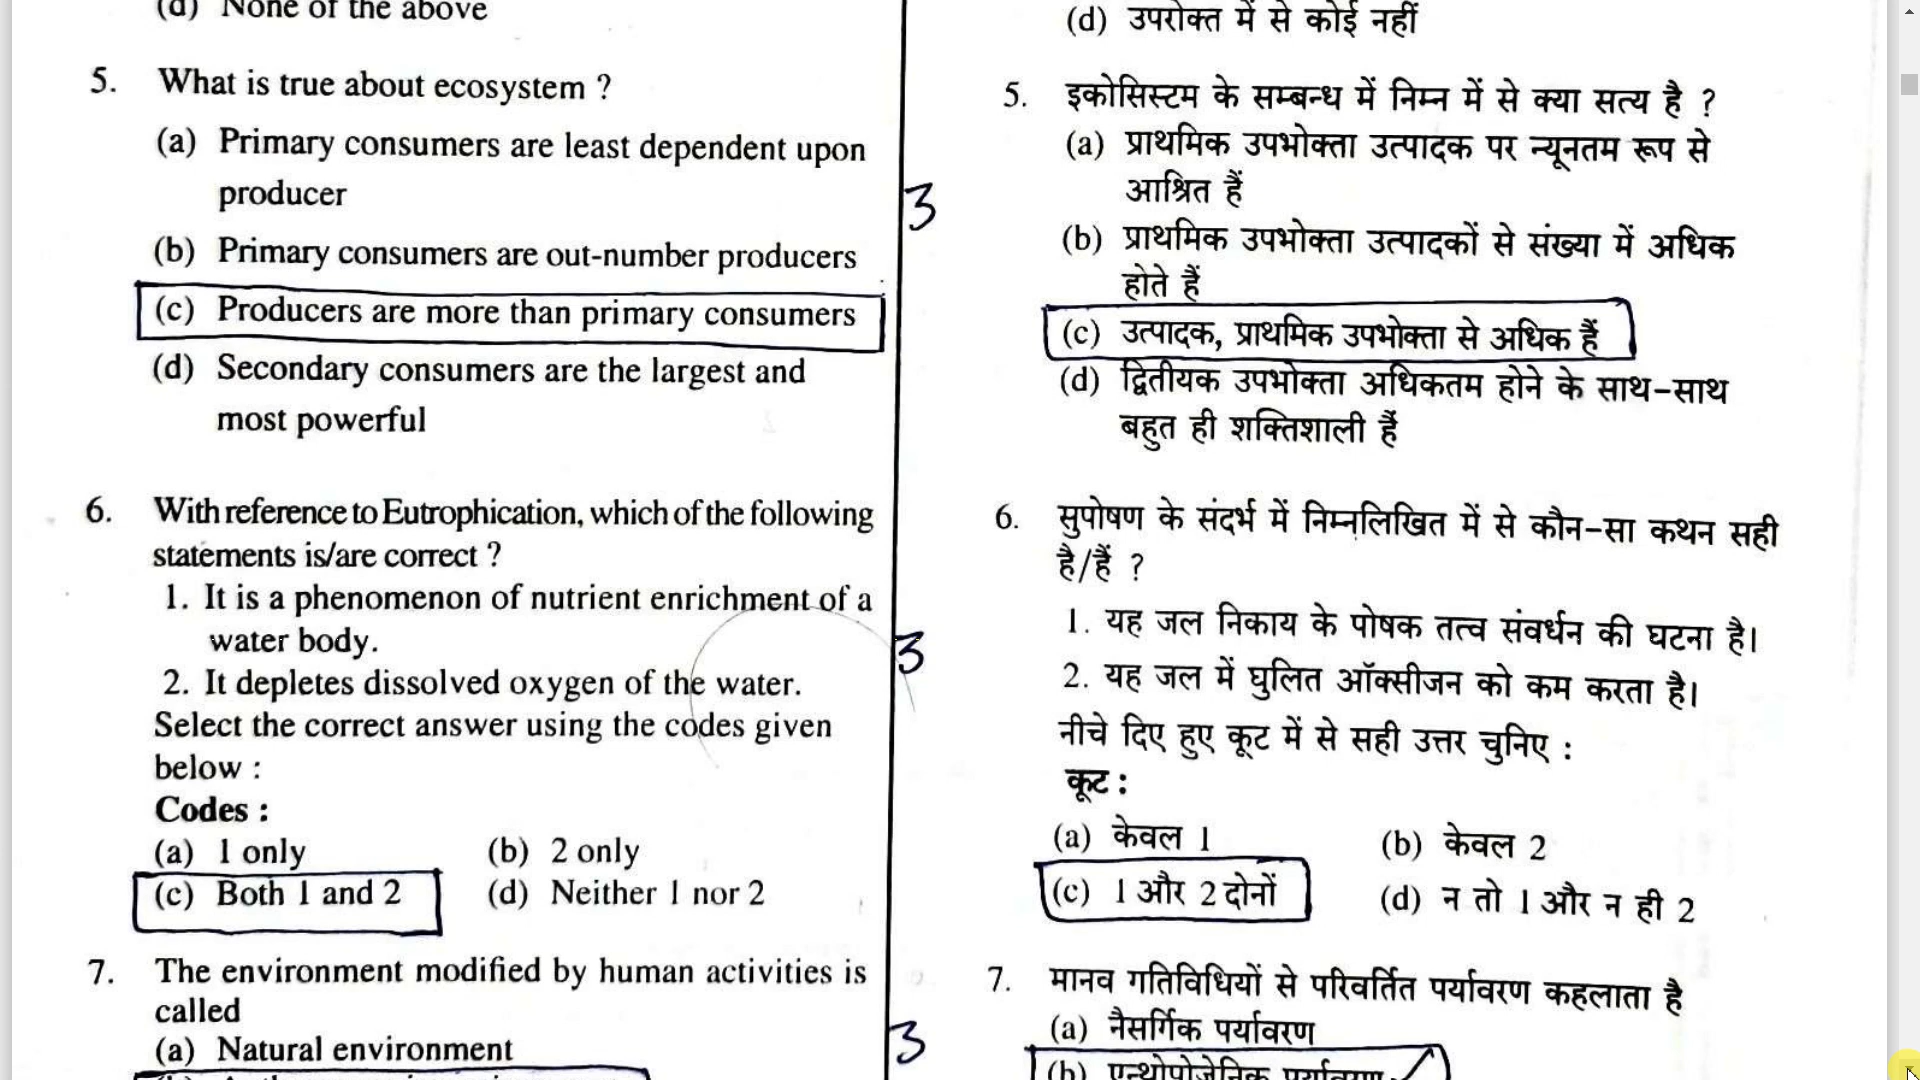 (d) None of the above
5. What is true about ecosystem ?
(a) Primary consumers are least dependent upon
producer
(b) Primary consumers are out-number producers
(c) Producers are more than primary consumers
(d) Secondary consumers are the largest and
most powerful
6. With reference to Eutrophication, which of the following
statements is/are correct ?
1. It is a phenomenon of nutrient enrichment of a
water body.
2. It depletes dissolved oxygen of the water.
Select the correct answer using the codes given
below :
Codes :
(a) 1 only (b) 2 only
(c) Both 1 and 2 (d) Neither 1 nor 2
7. The environment modified by human activities is
called
(a) Natural environment
3
3
3
(d) उपरोक्त में से कोई नहीं
5. इकोसिस्टम के सम्बन्ध में निम्न में से क्या सत्य है ?
(a) प्राथमिक उपभोक्ता उत्पादक पर न्यूनतम रूप से
आश्रित हैं
(b) प्राथमिक उपभोक्ता उत्पादकों से संख्या में अधिक
होते हैं
(c) उत्पादक, प्राथमिक उपभोक्ता से अधिक हैं
(d) द्वितीयक उपभोक्ता अधिकतम होने के साथ-साथ
बहुत ही शक्तिशाली हैं
6. सुपोषण के संदर्भ में निम्नलिखित में से कौन-सा कथन सही
है/हैं ?
1. यह जल निकाय के पोषक तत्व संवर्धन की घटना है।
2. यह जल में घुलित ऑक्सीजन को कम करता है।
नीचे दिए हुए कूट में से सही उत्तर चुनिए :
कूट :
(a) केवल 1 (b) केवल 2
(c) 1 और 2 दोनों (d) न तो 1 और न ही 2
7. मानव गतिविधियों से परिवर्तित पर्यावरण कहलाता है
(a) नैसर्गिक पर्यावरण
(b) एन्थ्रोपोजेनिक पर्यावरण